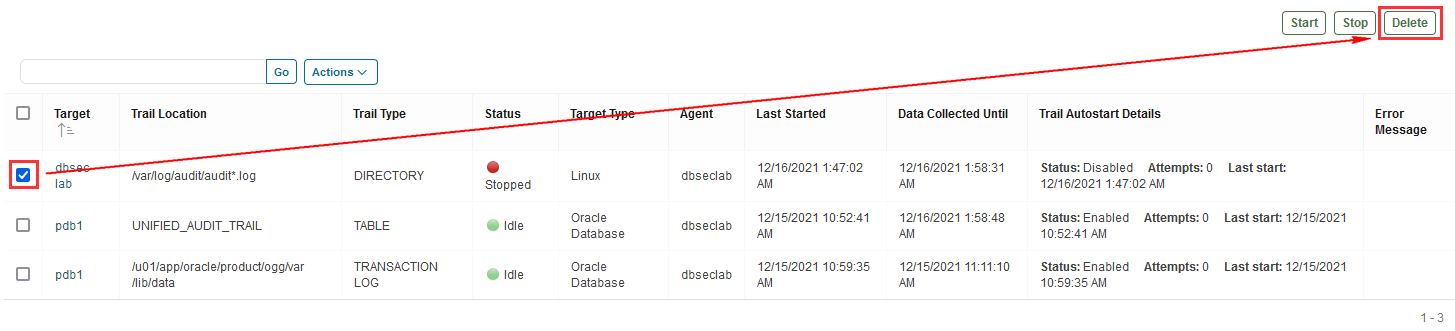 Start Stop Delete
Go Actions
Target Trail Location Trail Type Status Target Type Agent Last Started Data Collected Until Trail Autostart Details Error
Message
dbsec /var/log/audit/audit*.log DIRECTORY Stopped Linux dbseclab 12/16/2021 1:47:02 12/16/2021 1:58:31 Status: Disabled Attempts: 0 Last start:
lab AM AM 12/16/2021 1:47:02 AM
pdb1 UNIFIED_AUDIT_TRAIL TABLE Idle Oracle dbseclab 12/15/2021 10:52:41 12/16/2021 1:58:48 Status: Enabled Attempts: 0 Last start: 12/15/2021
Database AM AM 10:52:41 AM
pdb1 /u01/app/oracle/product/ogg/var TRANSACTION Idle Oracle dbseclab 12/15/2021 10:59:35 12/15/2021 11:11:10 Status: Enabled Attempts: 0 Last start: 12/15/2021
/lib/data LOG Database AM AM 10:59:35 AM
1 - 3